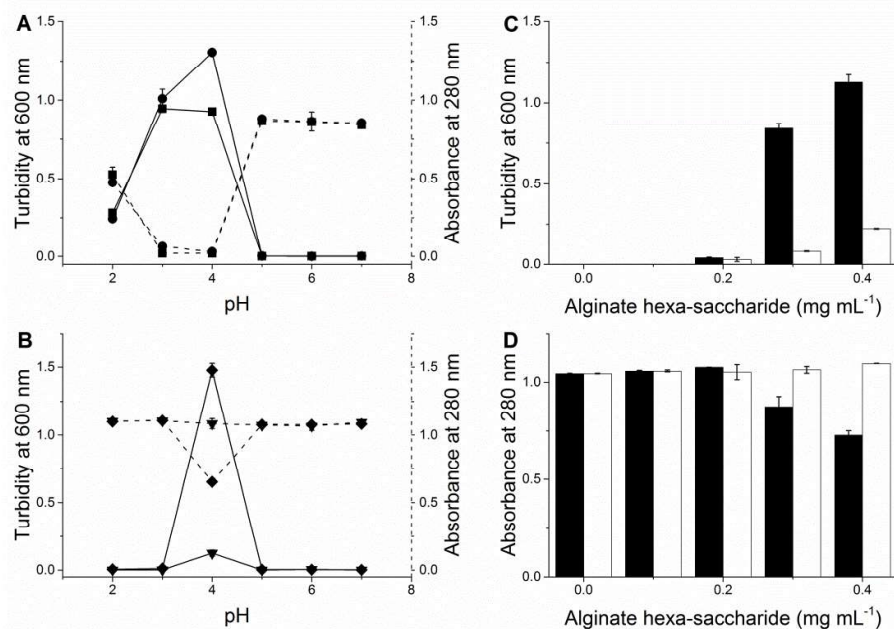 A
Turbidity at 600 nm
1.5
1.0
0.5
0.0
1.5
1.0
0.5
0.0
Absorbance at 280 nm
2 4 6 8
pH
C
Turbidity at 600 nm
1.5
1.0
0.5
0.0
0.0 0.2 0.4
Alginate hexa-saccharide (mg mL-1)
B
Turbidity at 600 nm
1.5
1.0
0.5
0.0
1.5
1.0
0.5
0.0
Absorbance at 280 nm
2 4 6 8
pH
D
Absorbance at 280 nm
1.0
0.5
0.0
0.0 0.2 0.4
Alginate hexa-saccharide (mg mL-1)